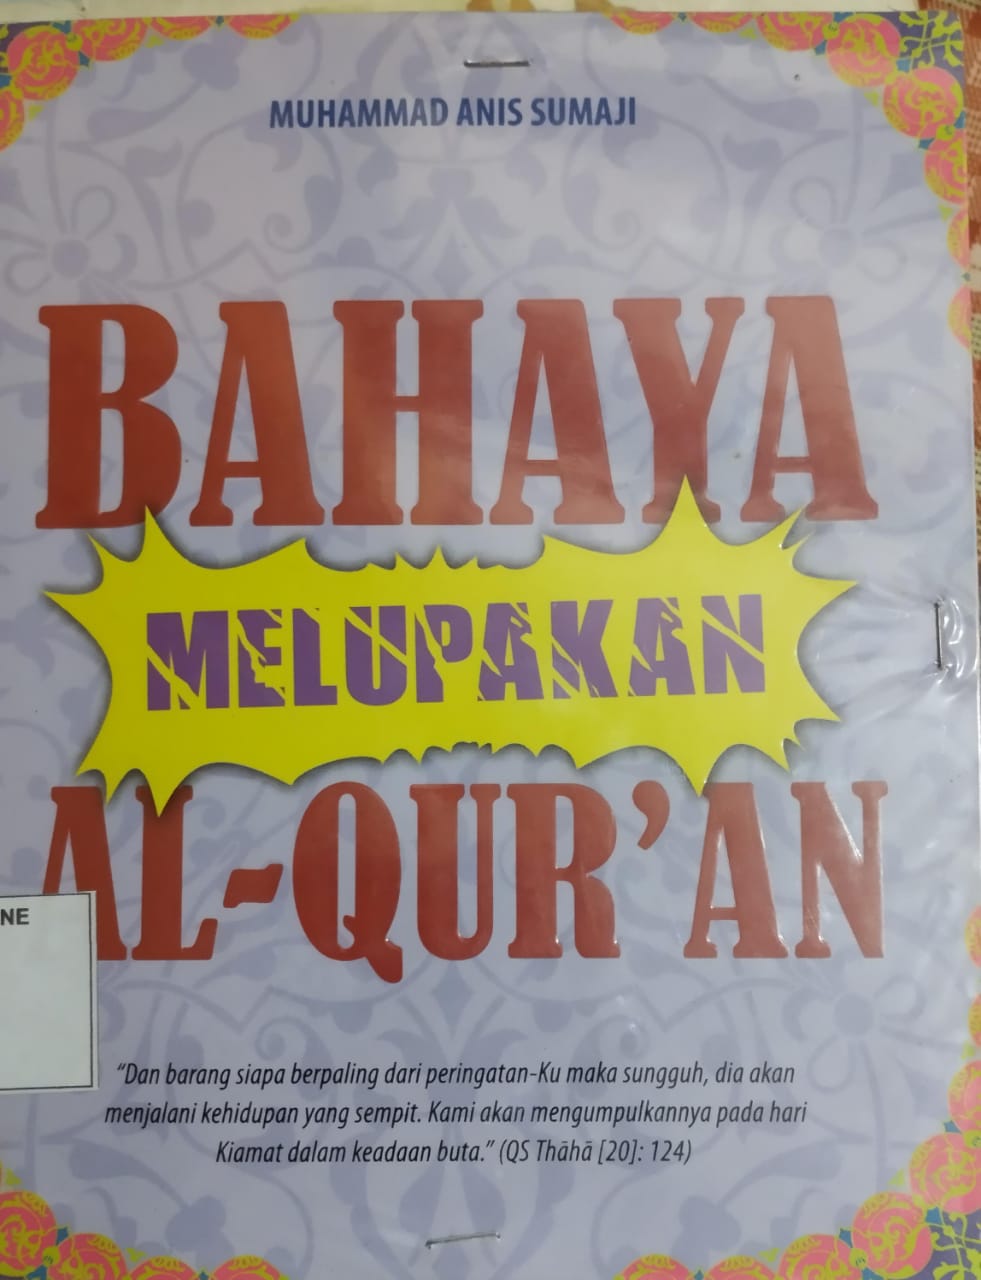 MUHAMMAD ANIS SUMAJI
BAHAYA
MELUPAKAN
AL-QUR’AN
NE
“Dan barang siapa berpaling dari peringatan-Ku maka sungguh, dia akan
menjalani kehidupan yang sempit. Kami akan mengumpulkannya pada hari
Kiamat dalam keadaan buta.” (QS Thāhā [20]: 124)